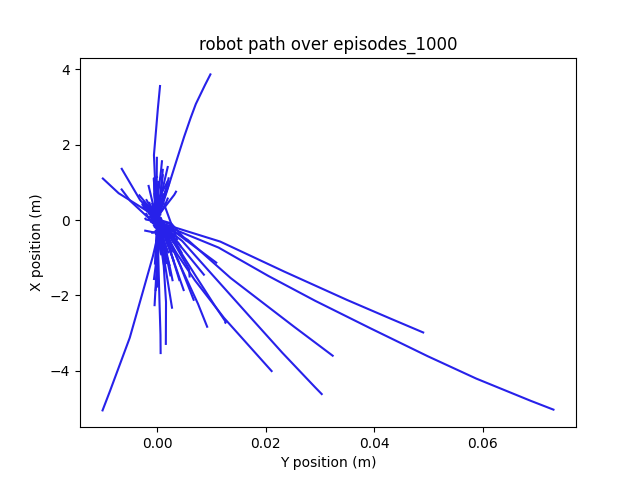 robot path over episodes_1000
4
2
0
−2
−4
X position (m)
0.00 0.02 0.04 0.06
Y position (m)